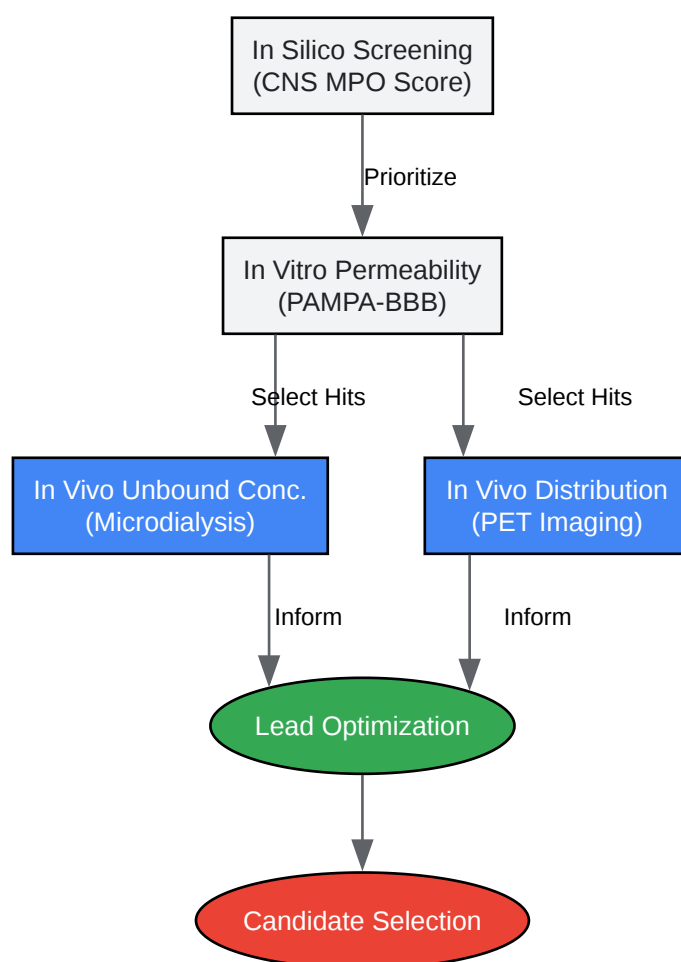 In Silico Screening
(CNS MPO Score)
Prioritize
In Vitro Permeability
(PAMPA-BBB)
Select Hits
Select Hits
In Vivo Unbound Conc.
(Microdialysis)
In Vivo Distribution
(PET Imaging)
Inform
Inform
Lead Optimization
Candidate Selection